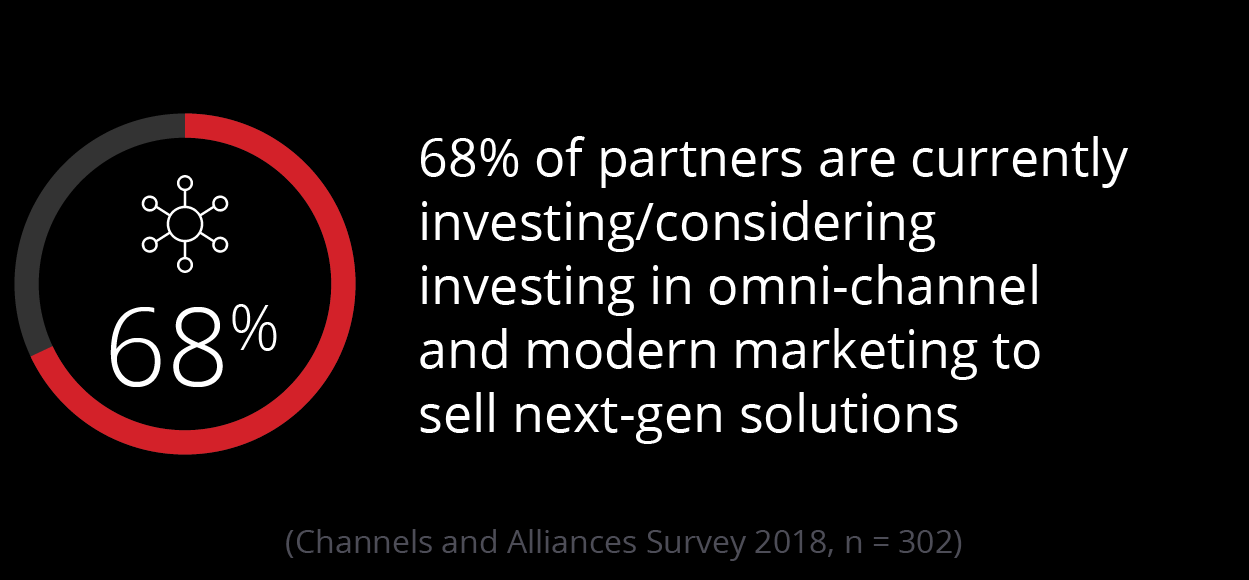 68%
68% of partners are currently
investing/considering
investing in omni-channel
and modern marketing to
sell next-gen solutions
(Channels and Alliances Survey 2018, n = 302)